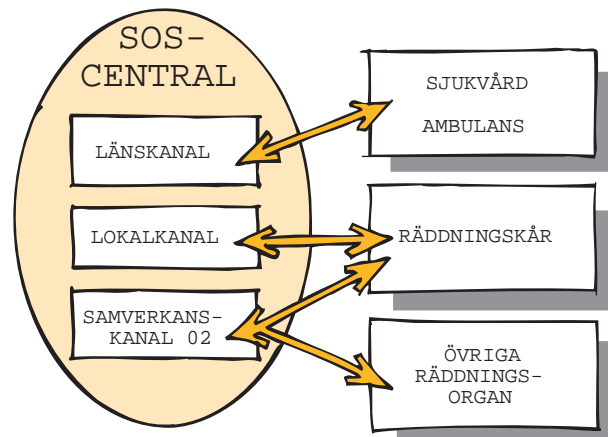 SOS-
CENTRAL
LÄNSKANAL
LOKALKANAL
SAMVERKANS-
KANAL 02
SJUKVÅRD
AMBULANS
RÄDDNINGSKÅR
ÖVRIGA
RÄDDNINGS-
ORGAN